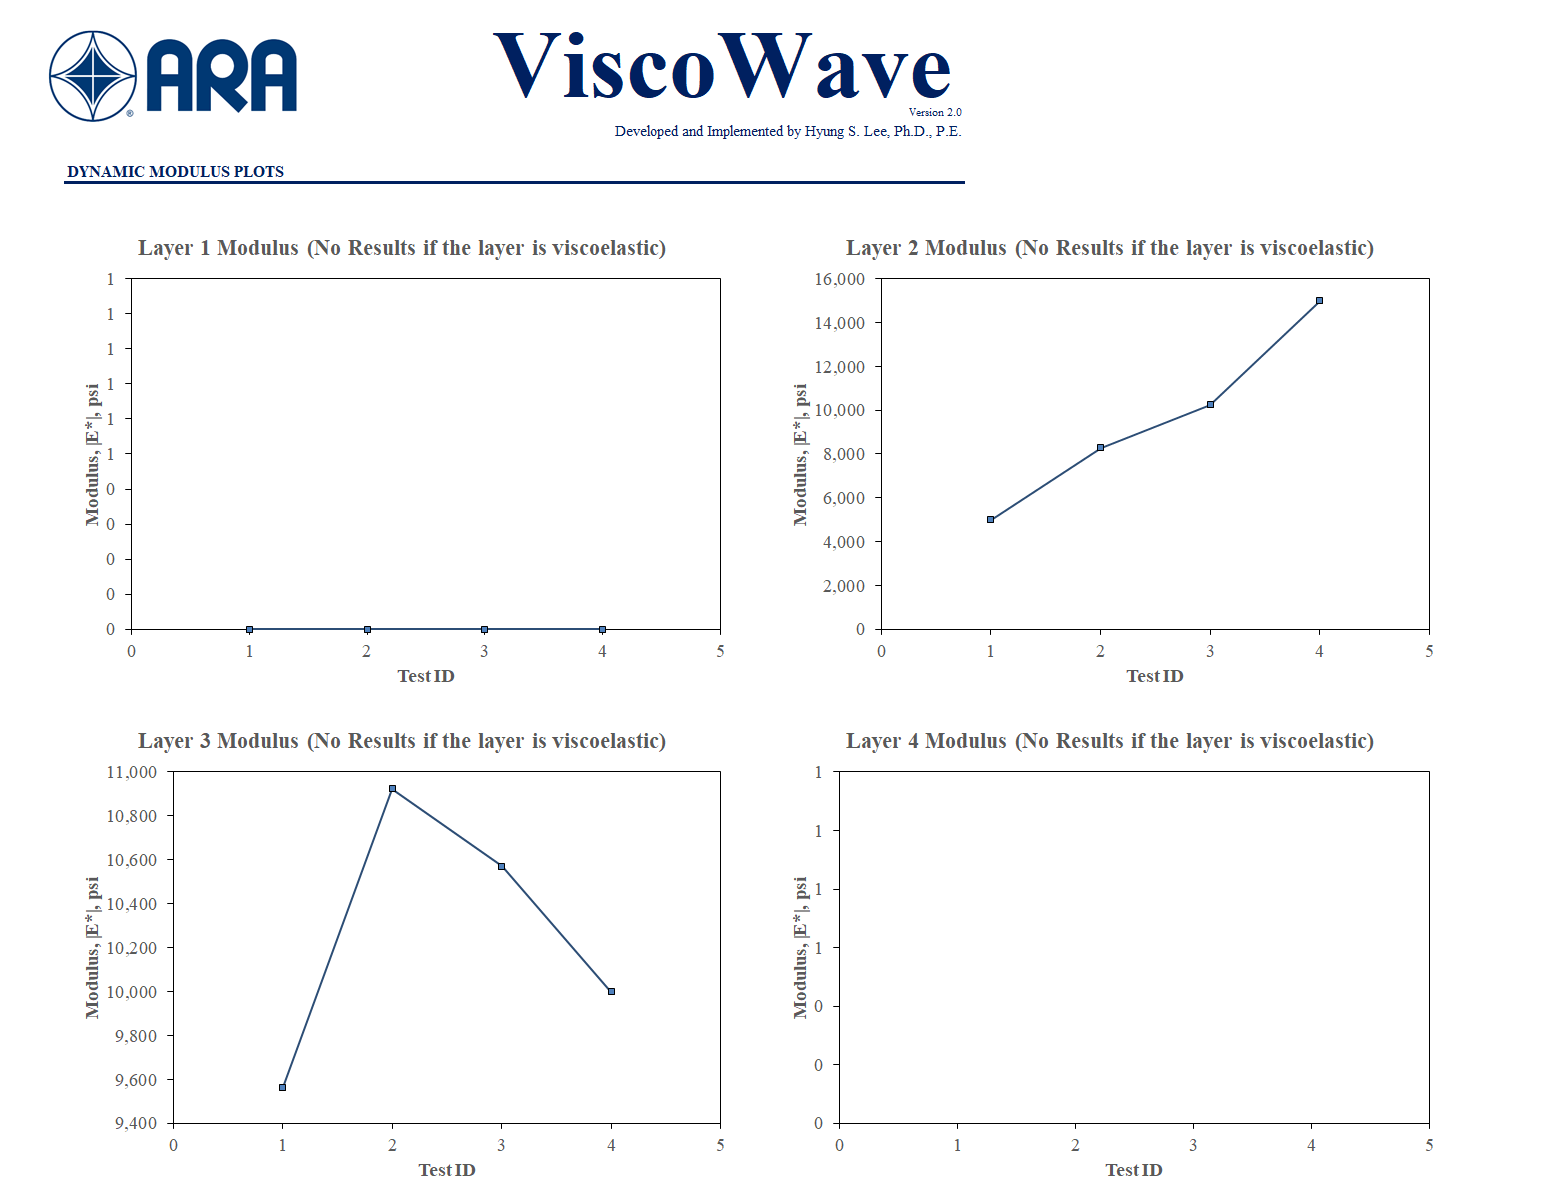 ARA
®
ViscoWave
Version 2.0
Developed and Implemented by Hyung S. Lee, Ph.D., P.E.
DYNAMIC MODULUS PLOTS
Layer 1 Modulus (No Results if the layer is viscoelastic)
Modulus, |E*|, psi
1
1
1
1
1
1
0
0
0
0
0
0 1 2 3 4 5
Test ID
Layer 2 Modulus (No Results if the layer is viscoelastic)
Modulus, |E*|, psi
16,000
14,000
12,000
10,000
8,000
6,000
4,000
2,000
0
0 1 2 3 4 5
Test ID
Layer 3 Modulus (No Results if the layer is viscoelastic)
Modulus, |E*|, psi
11,000
10,800
10,600
10,400
10,200
10,000
9,800
9,600
9,400
0 1 2 3 4 5
Test ID
Layer 4 Modulus (No Results if the layer is viscoelastic)
Modulus, |E*|, psi
1
1
1
1
0
0
0
0 1 2 3 4 5
Test ID